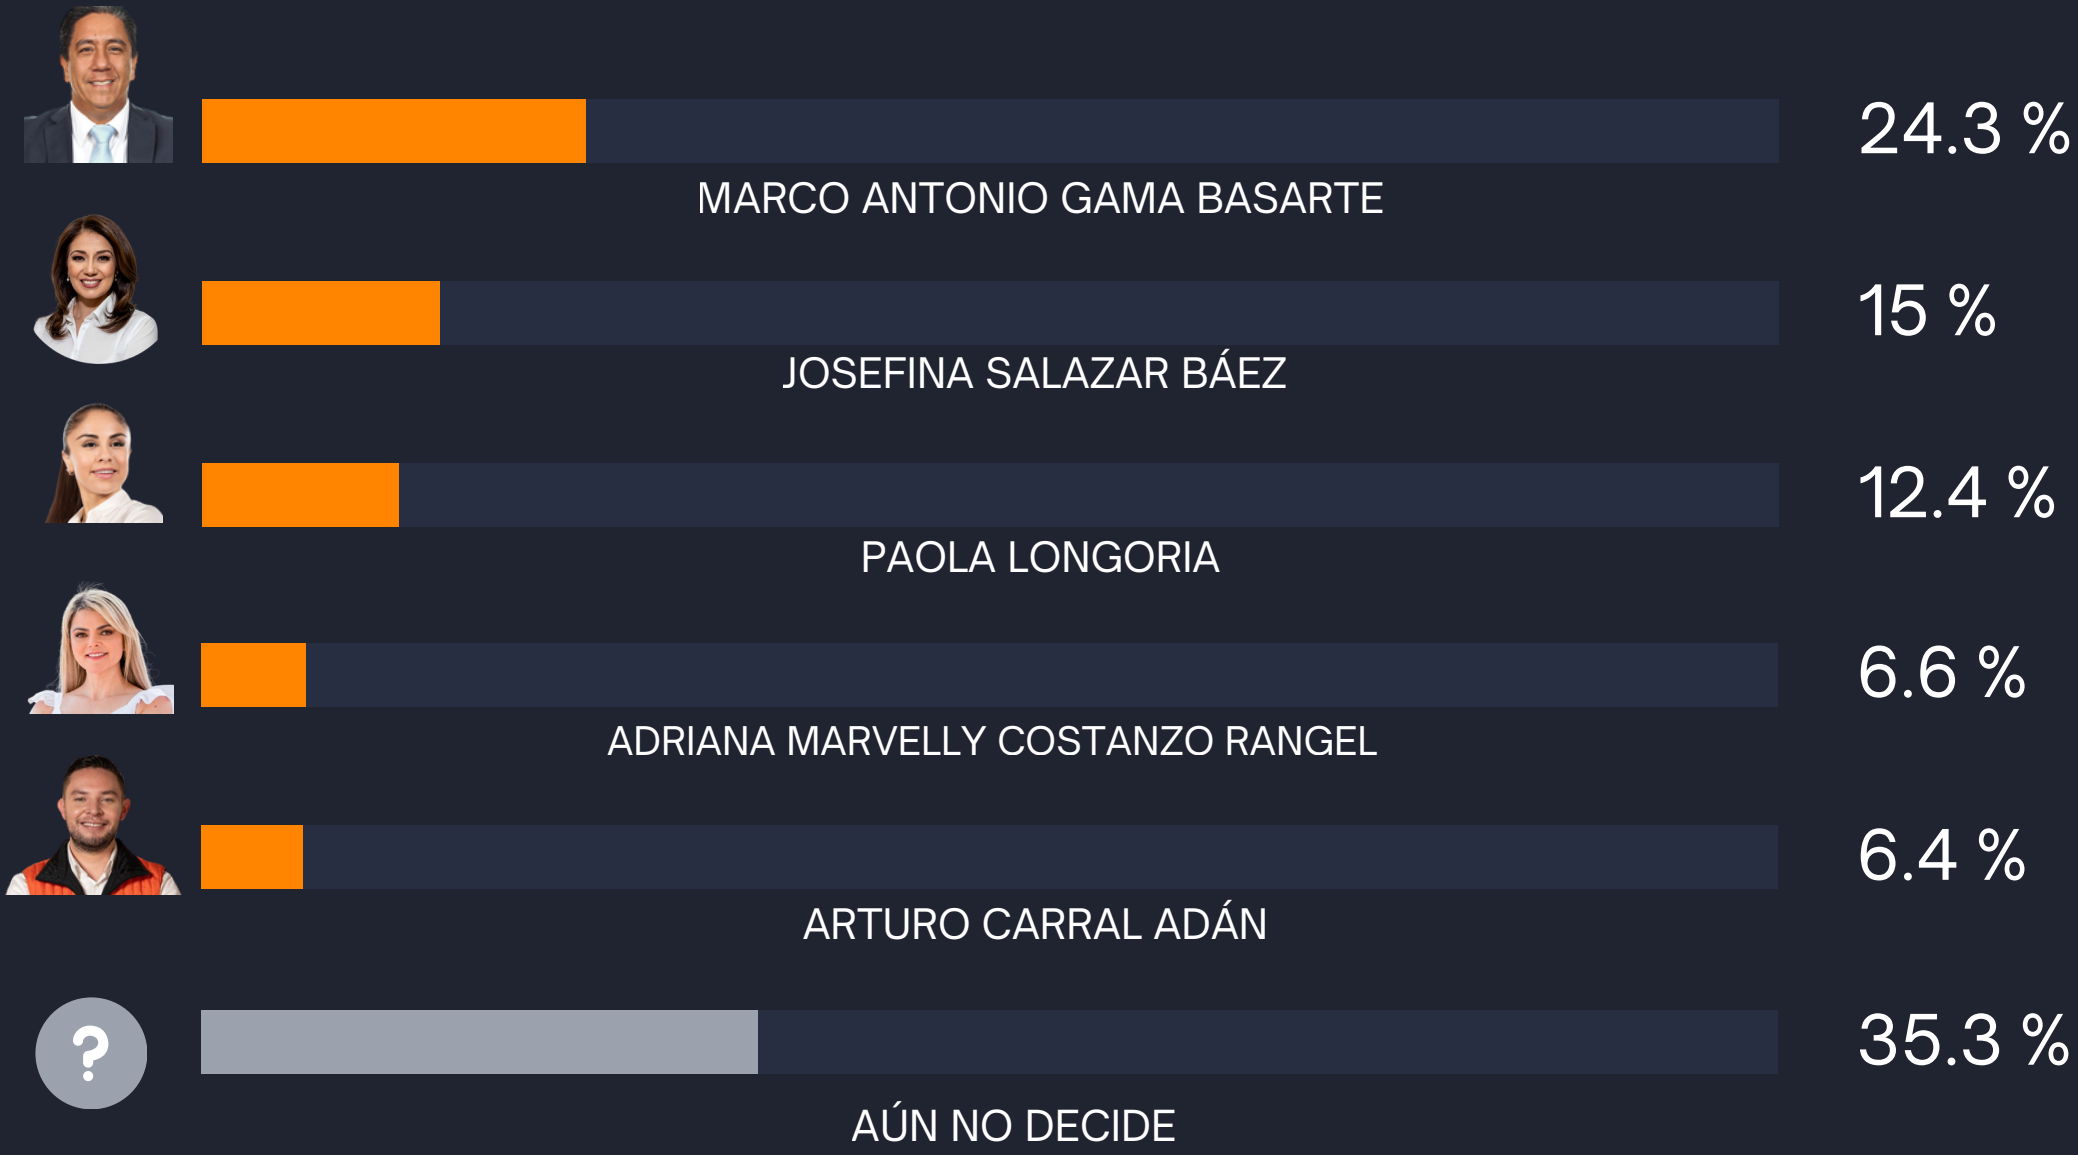 24.3 %
MARCO ANTONIO GAMA BASARTE
15 %
JOSEFINA SALAZAR BÁEZ
12.4 %
PAOLA LONGORIA
6.6 %
ADRIANA MARVELLY COSTANZO RANGEL
6.4 %
ARTURO CARRAL ADÁN
?
35.3 %
AÚN NO DECIDE